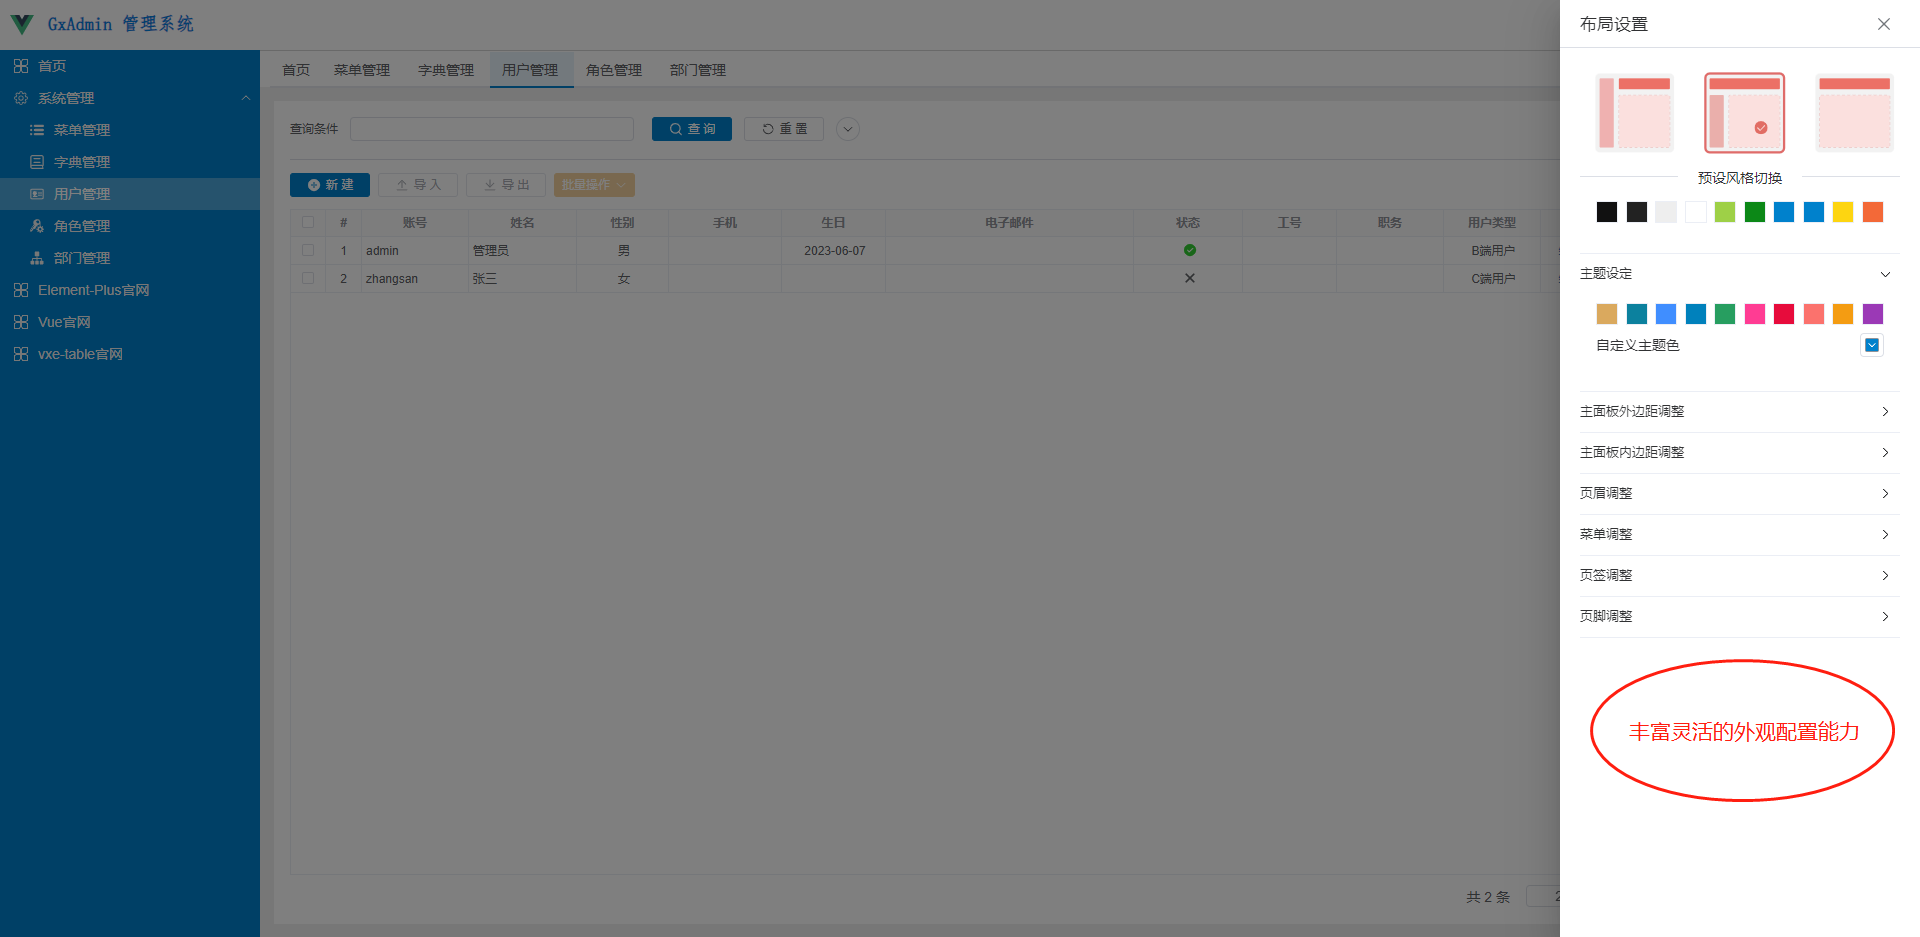 GxAdmin 管理系统
首页
系统管理
菜单管理
字典管理
用户管理
角色管理
部门管理
Element-Plus官网
Vue官网
vxe-table官网
首页 菜单管理 字典管理 用户管理 角色管理 部门管理
查询条件 查 询 重 置
新 建 导 入 导 出 批量操作
# 账号 姓名 性别 手机 生日 电子邮件 状态 工号 职务 用户类型
1 admin 管理员 男 2023-06-07 B端用户
2 zhangsan 张三 女 C端用户
共 2 条
布局设置
预设风格切换
主题设定
自定义主题色
主面板外边距调整
主面板内边距调整
页眉调整
菜单调整
页签调整
页脚调整
丰富灵活的外观配置能力